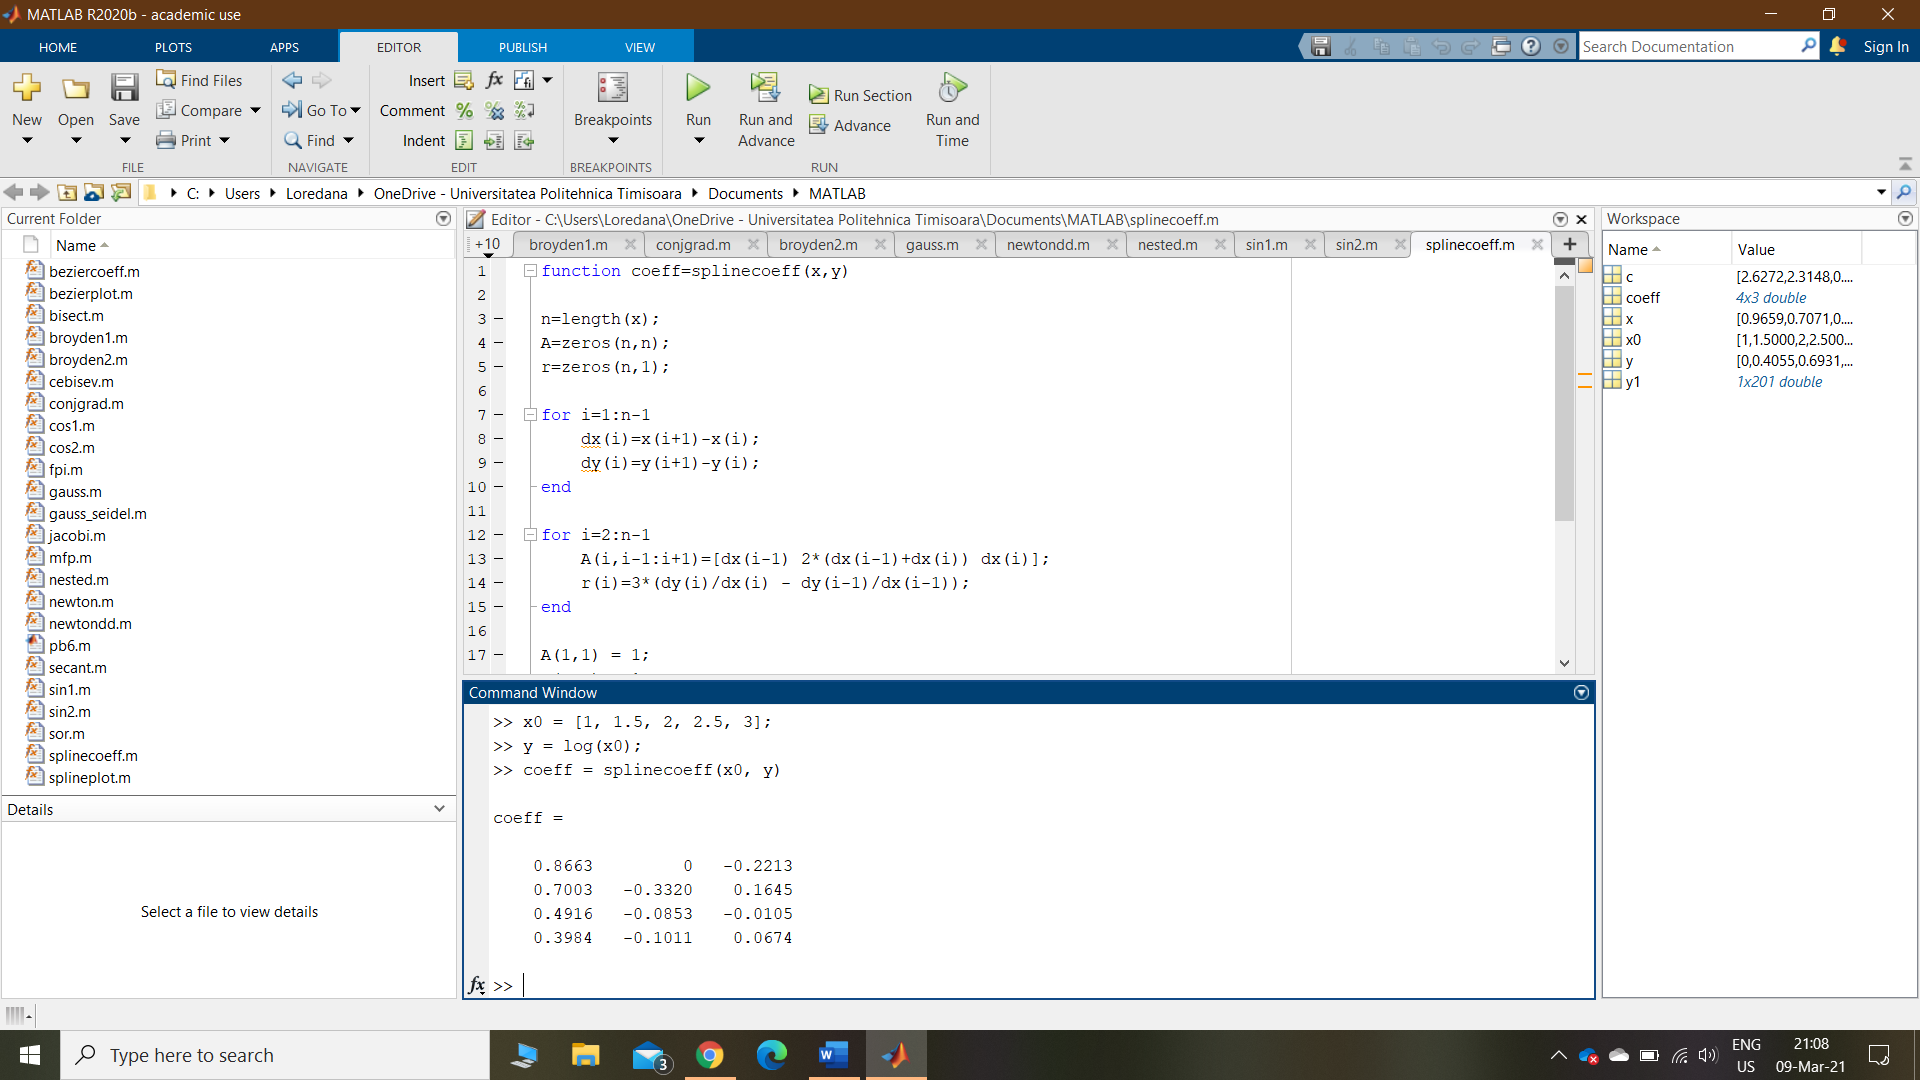 MATLAB R2020b - academic use
HOME PLOTS APPS EDITOR PUBLISH VIEW
Search Documentation
Sign In
New
Open
Save
Find Files
Compare
Print
FILE
Go To
Find
NAVIGATE
Insert
fx
fi
Comment
Indent
EDIT
Breakpoints
BREAKPOINTS
Run
Run and
Advance
Run Section
Advance
Run and
Time
RUN
C: Users Loredana OneDrive - Universitatea Politehnica Timisoara Documents MATLAB
Current Folder
Name
beziercoeff.m
bezierplot.m
bisect.m
broyden1.m
broyden2.m
cebisev.m
conjgrad.m
cos1.m
cos2.m
fpi.m
gauss.m
gauss_seidel.m
jacobi.m
mfp.m
nested.m
newton.m
newtondd.m
pb6.m
secant.m
sin1.m
sin2.m
sor.m
splinecoeff.m
splineplot.m
Details
Select a file to view details
Editor - C:\Users\Loredana\OneDrive - Universitatea Politehnica Timisoara\Documents\MATLAB\splinecoeff.m
+10 broyden1.m conjgrad.m broyden2.m gauss.m newtondd.m nested.m sin1.m sin2.m splinecoeff.m
1 function coeff=splinecoeff(x,y)
2
3 – n=length(x);
4 – A=zeros(n,n);
5 – r=zeros(n,1);
6
7 – for i=1:n-1
8 – dx(i)=x(i+1)-x(i);
9 – dy(i)=y(i+1)-y(i);
10 – end
11
12 – for i=2:n-1
13 – A(i,i-1:i+1)=[dx(i-1) 2*(dx(i-1)+dx(i)) dx(i)];
14 – r(i)=3*(dy(i)/dx(i) - dy(i-1)/dx(i-1));
15 – end
16
17 – A(1,1) = 1;
Command Window
>> x0 = [1, 1.5, 2, 2.5, 3];
>> y = log(x0);
>> coeff = splinecoeff(x0, y)
coeff =
0.8663 0 -0.2213
0.7003 -0.3320 0.1645
0.4916 -0.0853 -0.0105
0.3984 -0.1011 0.0674
fx >>
Workspace
Name Value
c [2.6272,2.3148,0....
coeff 4x3 double
x [0.9659,0.7071,0....
x0 [1,1.5000,2,2.500...
y [0,0.4055,0.6931,...
y1 1x201 double
Type here to search
3
ENG
US
21:08
09-Mar-21